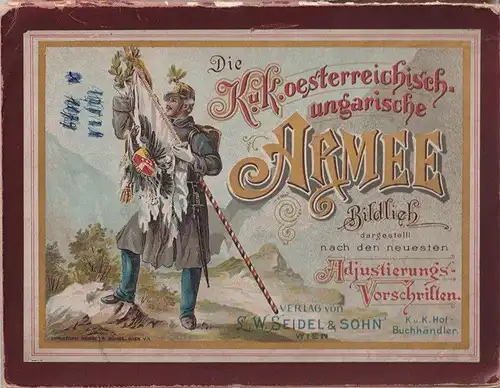 Die
K.u.K. oesterreichisch-
ungarische
ARMEE
Bildlich
dargestellt
nach den neuesten
Adjustierungs-
Vorschriften.
VERLAG von
L. W. SEIDEL & SOHN
WIEN
K. u. K. Hof-
Buchhändler.